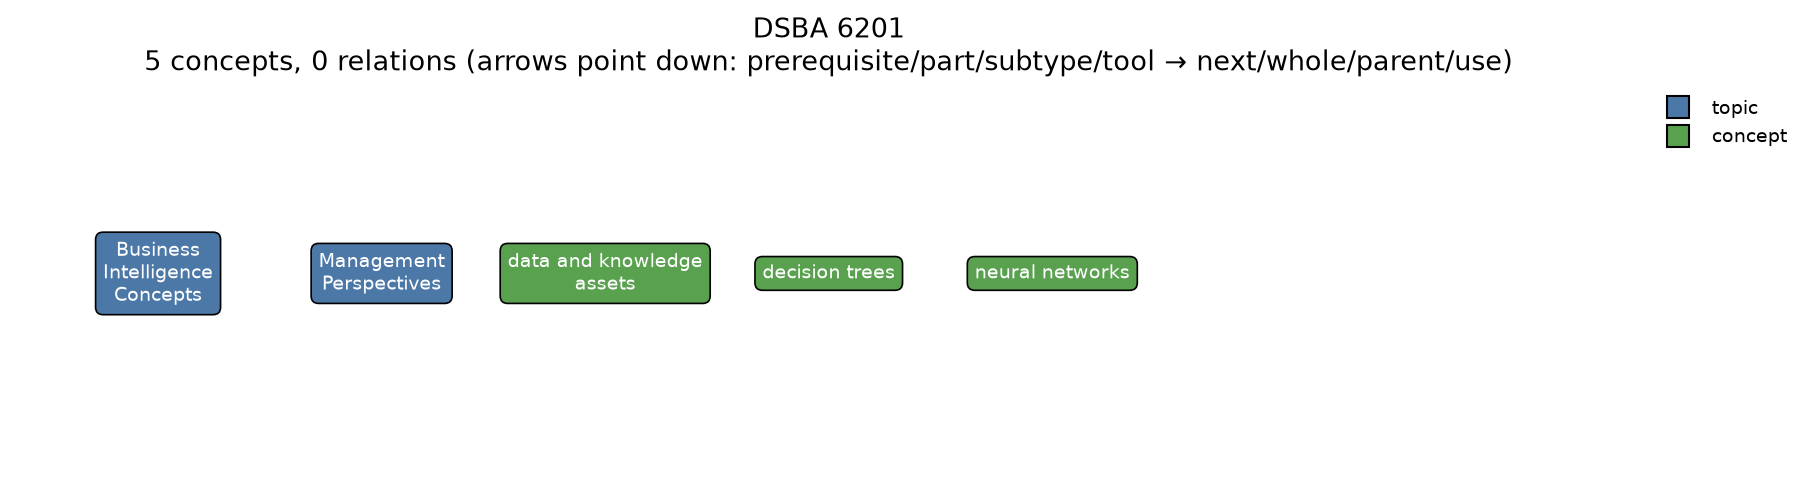 DSBA 6201
5 concepts, 0 relations (arrows point down: prerequisite/part/subtype/tool → next/whole/parent/use)
topic
concept
Business
Intelligence
Concepts
Management
Perspectives
data and knowledge
assets
decision trees
neural networks